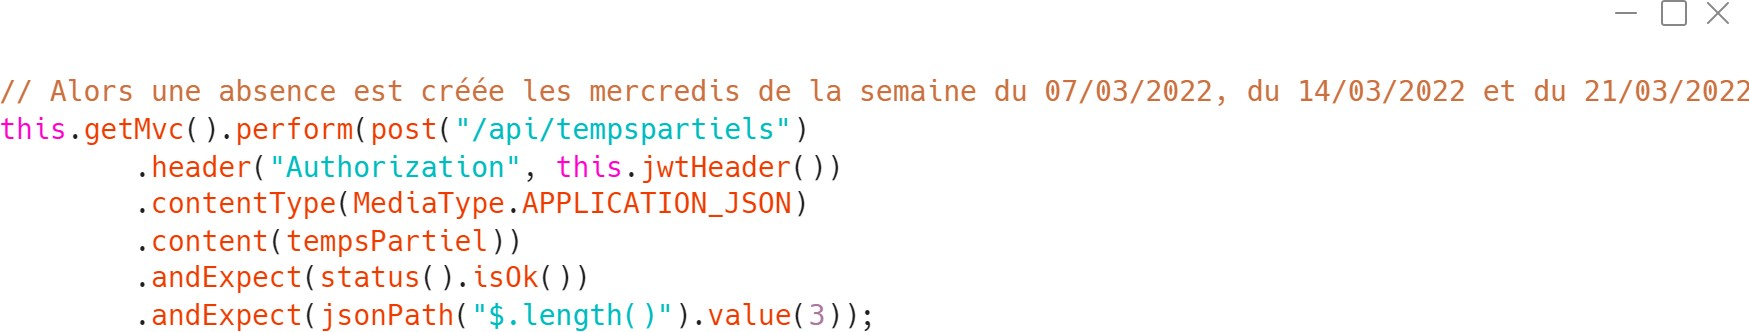 // Alors une absence est créée les mercredis de la semaine du 07/03/2022, du 14/03/2022 et du 21/03/2022
this.getMvc().perform(post("/api/tempspartiels")
        .header("Authorization", this.jwtHeader())
        .contentType(MediaType.APPLICATION_JSON)
        .content(tempsPartiel))
        .andExpect(status().isOk())
        .andExpect(jsonPath("$.length()").value(3));